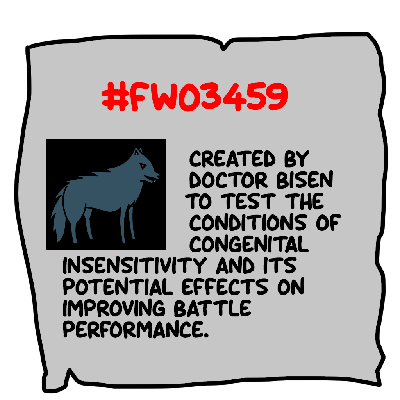 #FW03459
CREATED BY
DOCTOR BISEN
TO TEST THE
CONDITIONS OF
CONGENITAL
INSENSITIVITY AND ITS
POTENTIAL EFFECTS ON
IMPROVING BATTLE
PERFORMANCE.